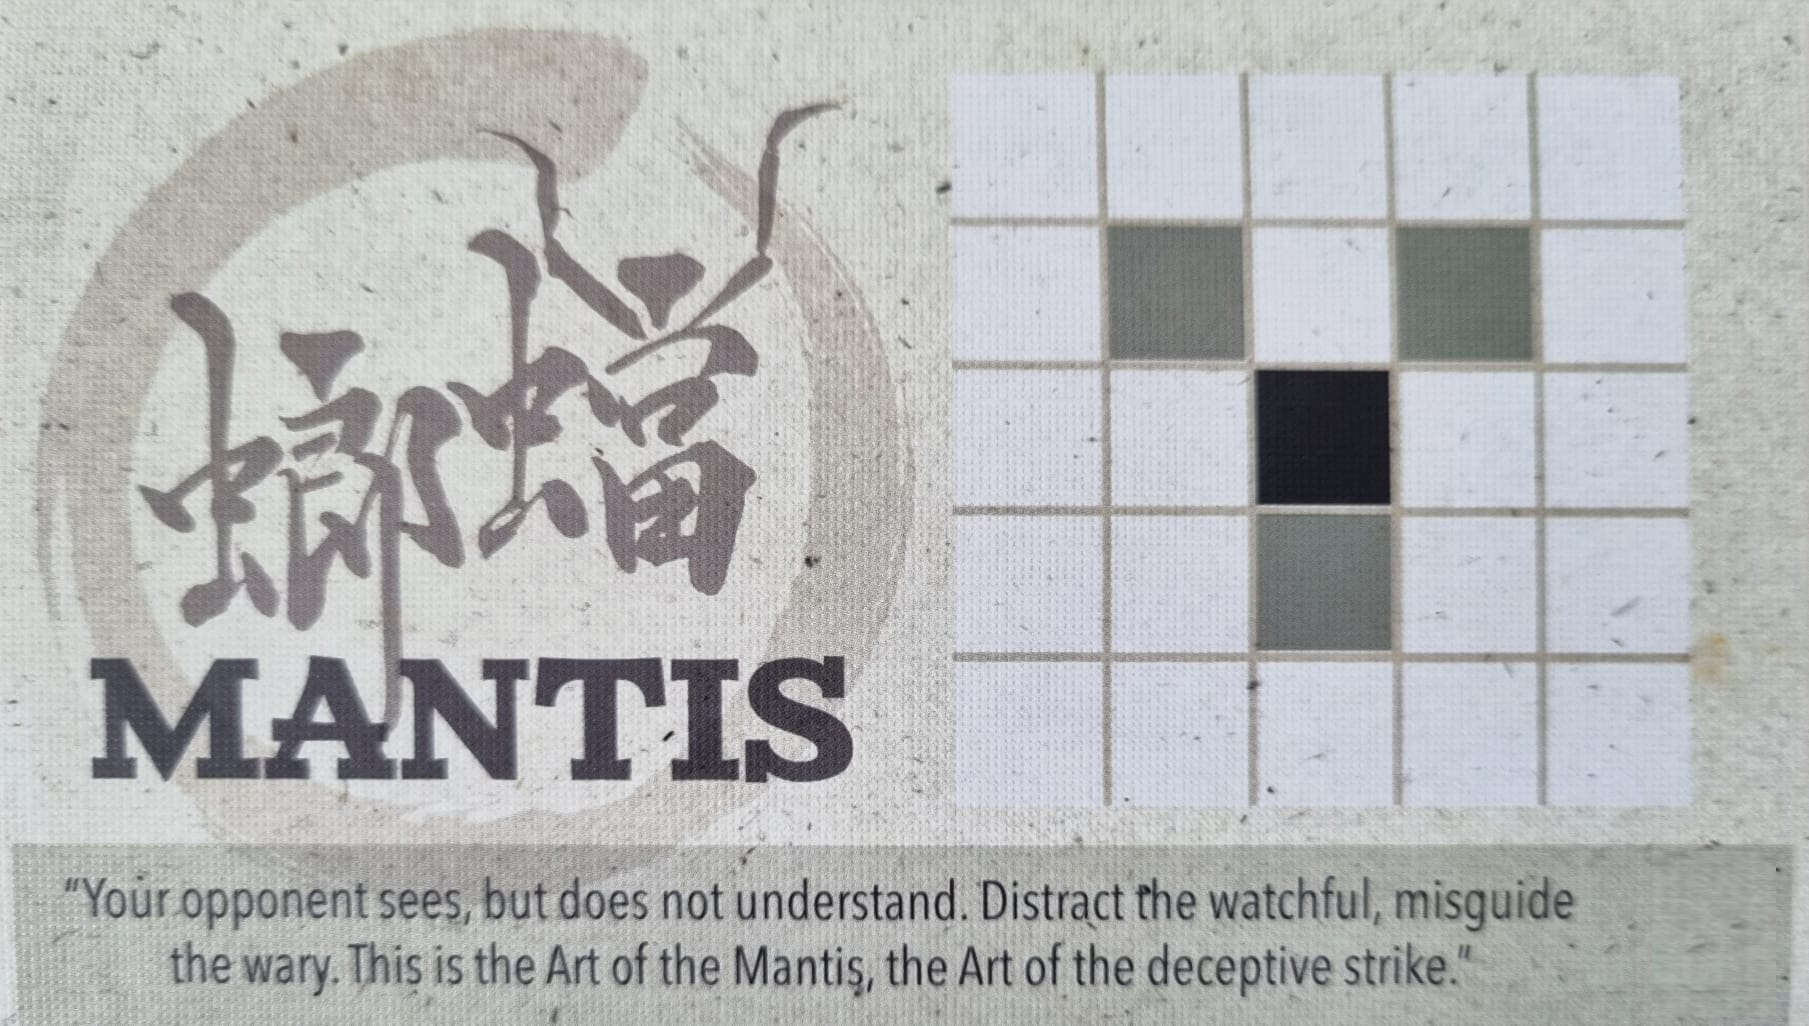 蟷螂
MANTIS
“Your opponent sees, but does not understand. Distract the watchful, misguide
the wary. This is the Art of the Mantis, the Art of the deceptive strike.”